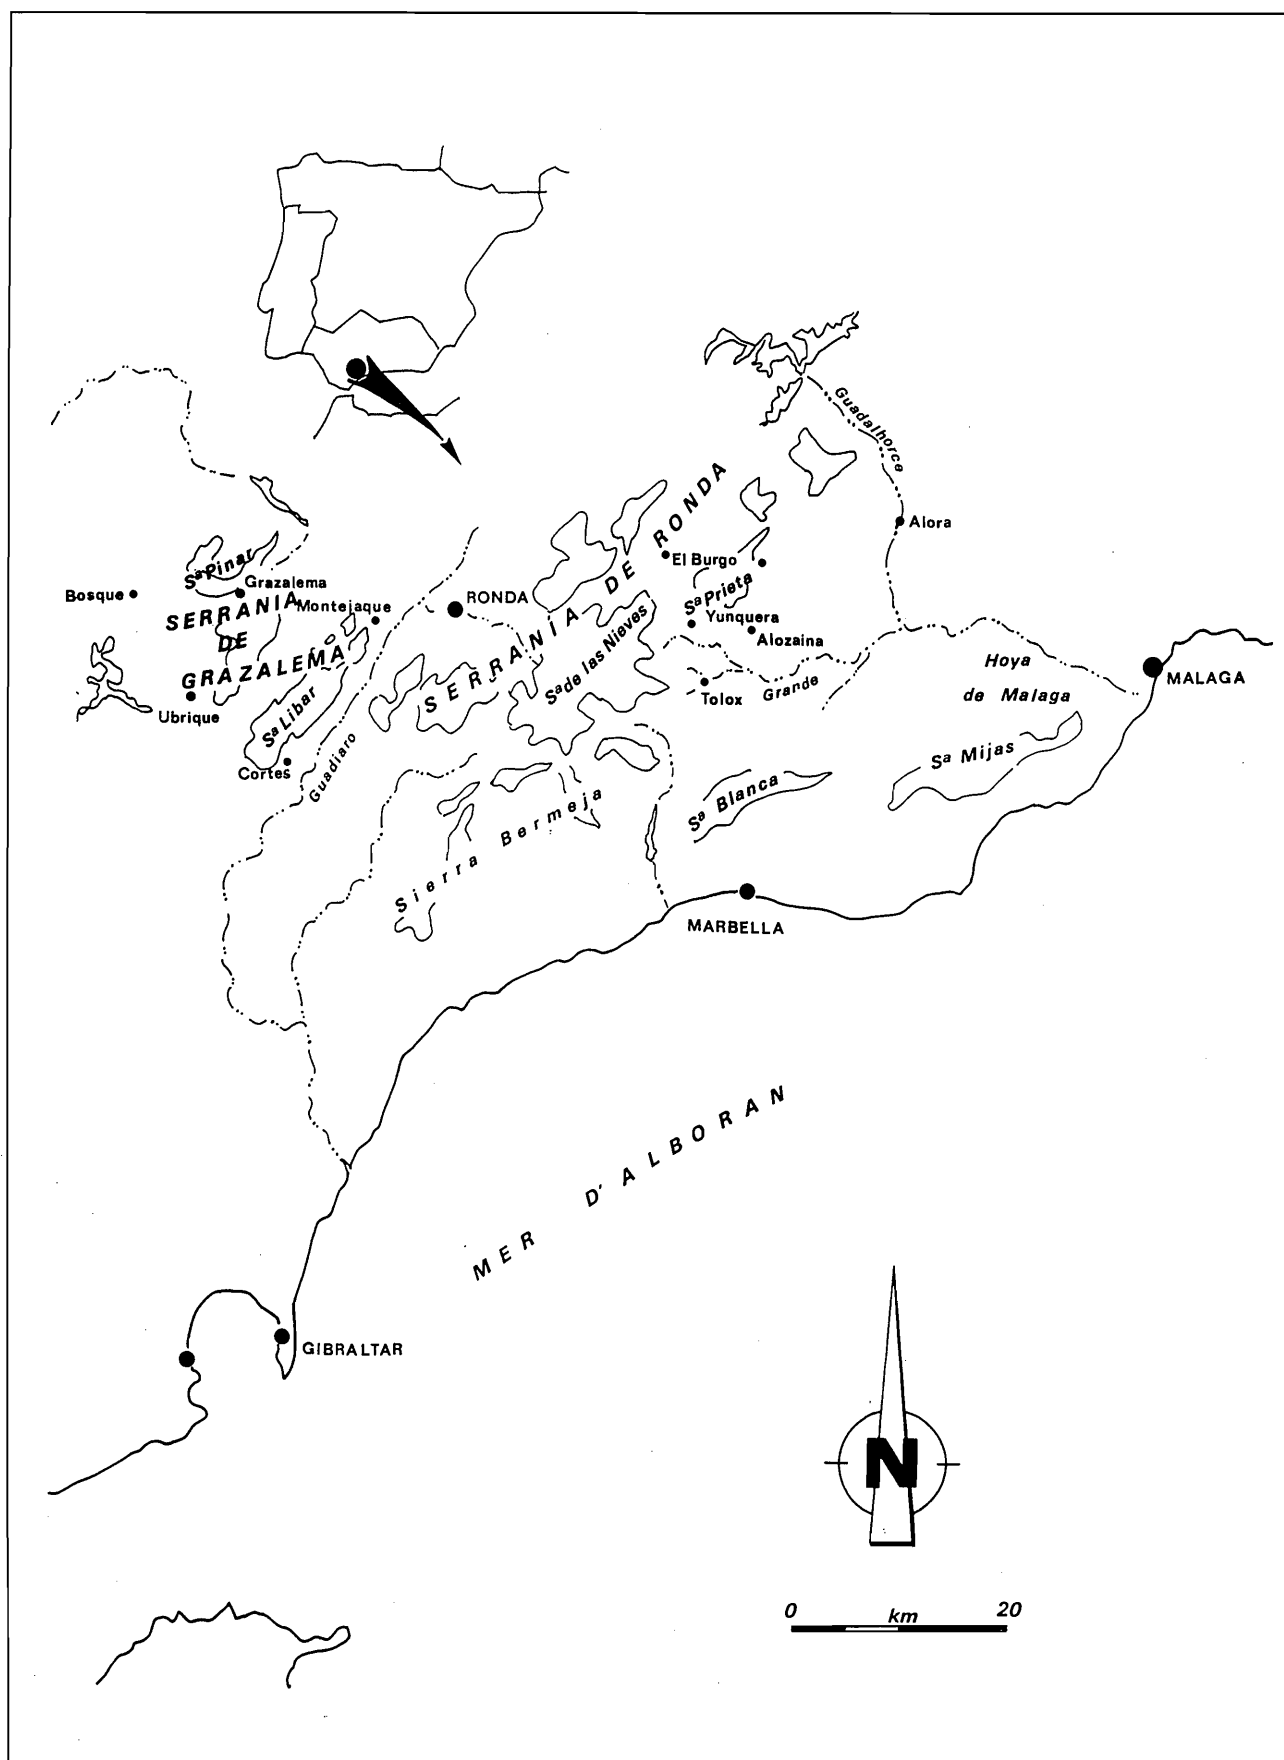 Guadalhorce
Alora
SERRANÍA DE RONDA
El Burgo
Sª Pinar
Grazalema
Bosque
SERRANIA
DE
GRAZALEMA
Montejaque
RONDA
Sª Prieta
Yunquera
Alozaina
Sª de las Nieves
Tolox
Grande
Hoya
de Malaga
MALAGA
Ubrique
Sª Libar
Cortes
Guadiaro
Sª Mijas
Sª Blanca
Sierra Bermeja
MARBELLA
MER D'ALBORAN
GIBRALTAR
N
0 km 20